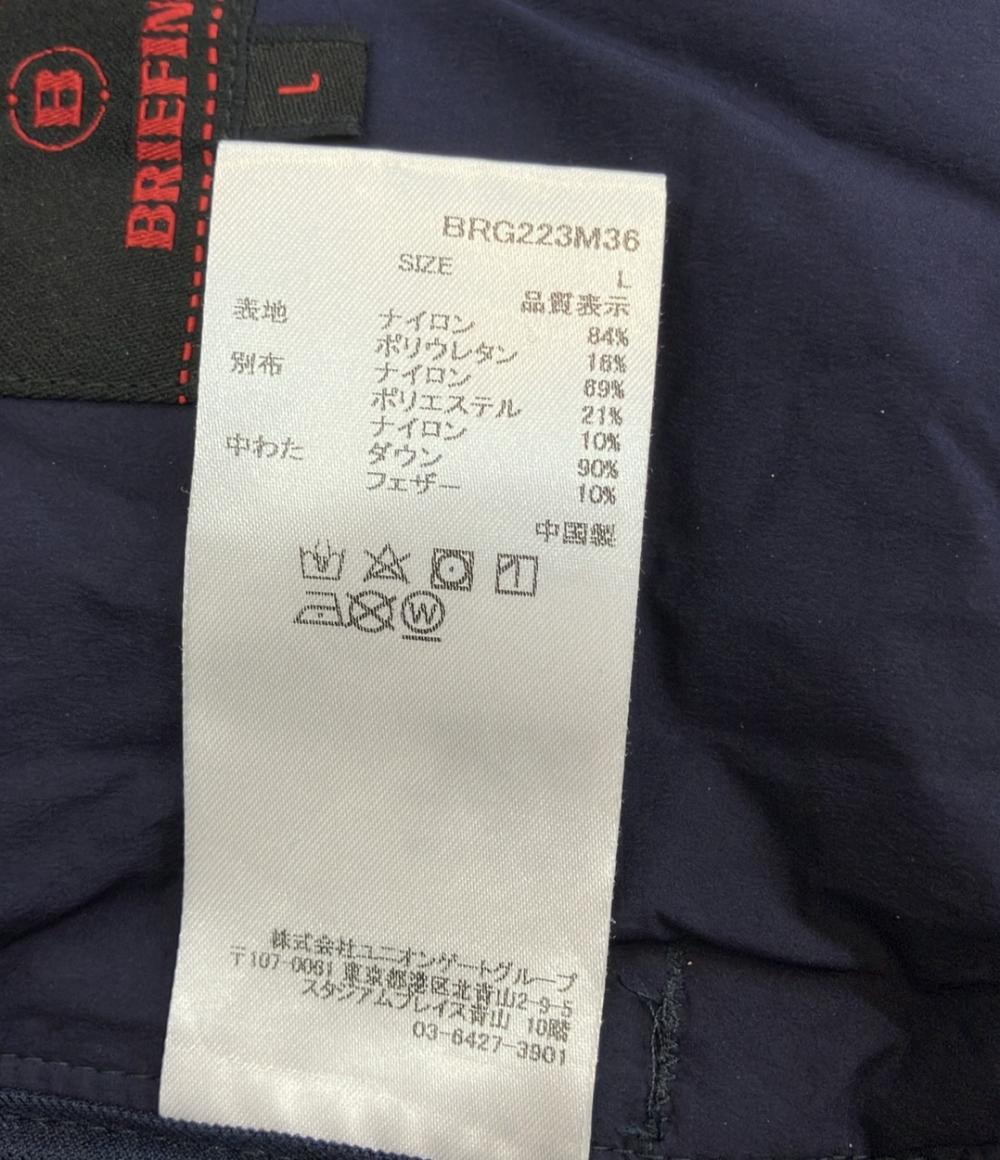 B
BRIEFIN
L
BRG223M36
SIZE L
品質表示
表地 ナイロン 84%
ポリウレタン 16%
別布 ナイロン 69%
ポリエステル 21%
ナイロン 10%
中わた ダウン 90%
フェザー 10%
中国製
W
株式会社ユニオンゲートグループ
〒107-0061 東京都港区北青山2-9-5
スタジアムプレイス青山 10階
03-6427-3901